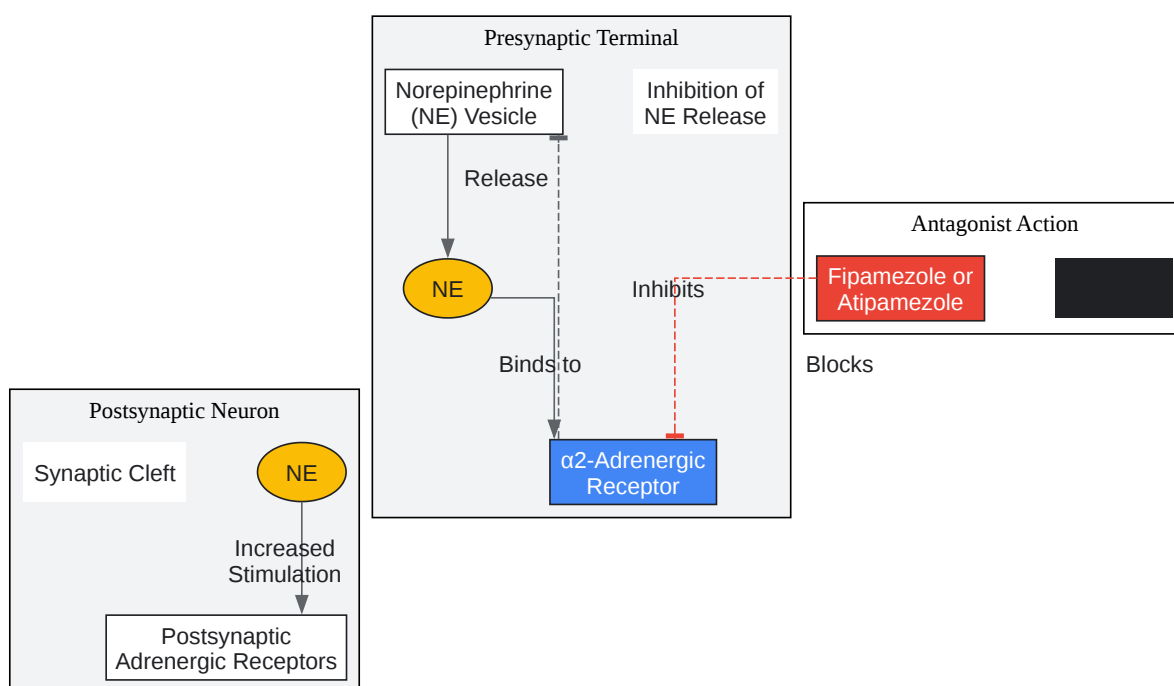 Presynaptic Terminal
Norepinephrine
(NE) Vesicle
Inhibition of
NE Release
Release
NE
Inhibits
Binds to
α2-Adrenergic
Receptor
Antagonist Action
Fipamezole or
Atipamezole
Blocks
Postsynaptic Neuron
Synaptic Cleft
NE
Increased
Stimulation
Postsynaptic
Adrenergic Receptors